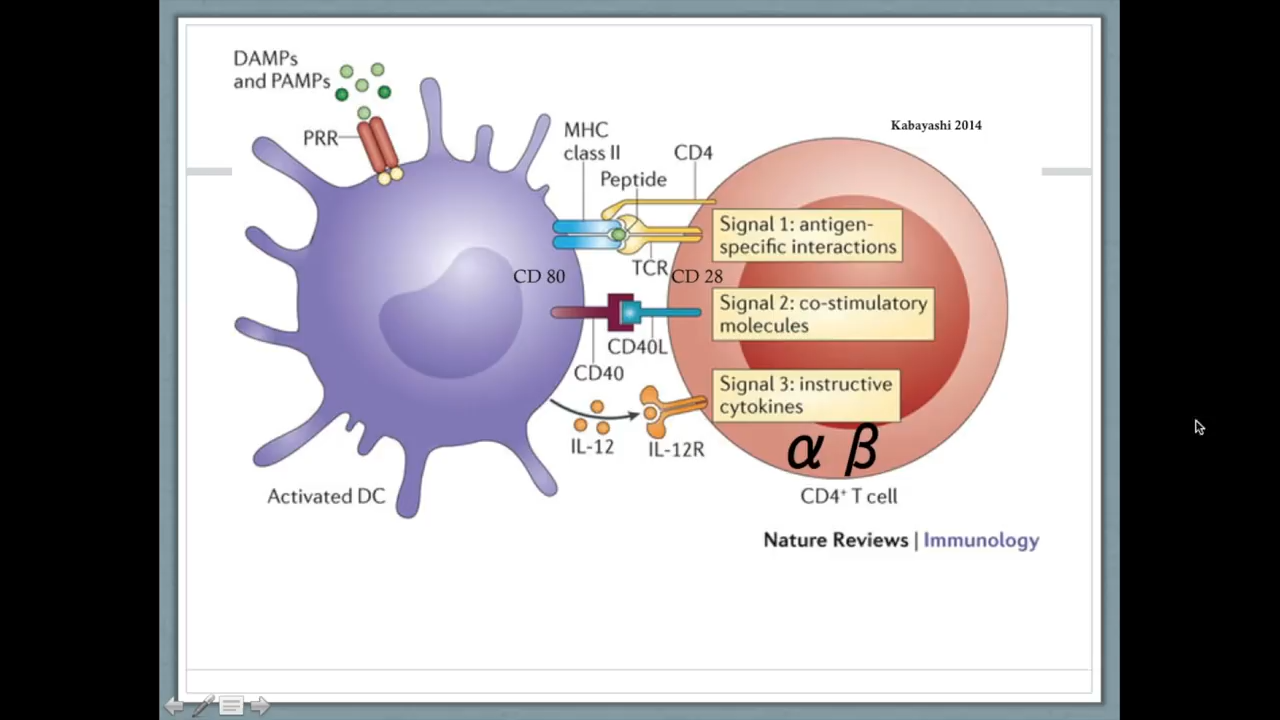 DAMPs
and PAMPs
PRR
MHC
class II
CD4
Peptide
Kabayashi 2014
Signal 1: antigen-
specific interactions
TCR
CD 80
CD 28
Signal 2: co-stimulatory
molecules
CD40L
CD40
Signal 3: instructive
cytokines
IL-12
IL-12R
α β
Activated DC
CD4⁺ T cell
Nature Reviews | Immunology